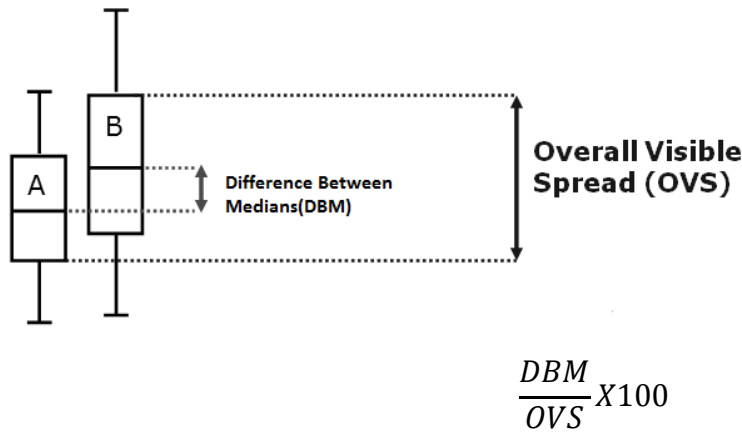 B
A
Difference Between
Medians(DBM)
Overall Visible
Spread (OVS)
DBM
OVS
X100